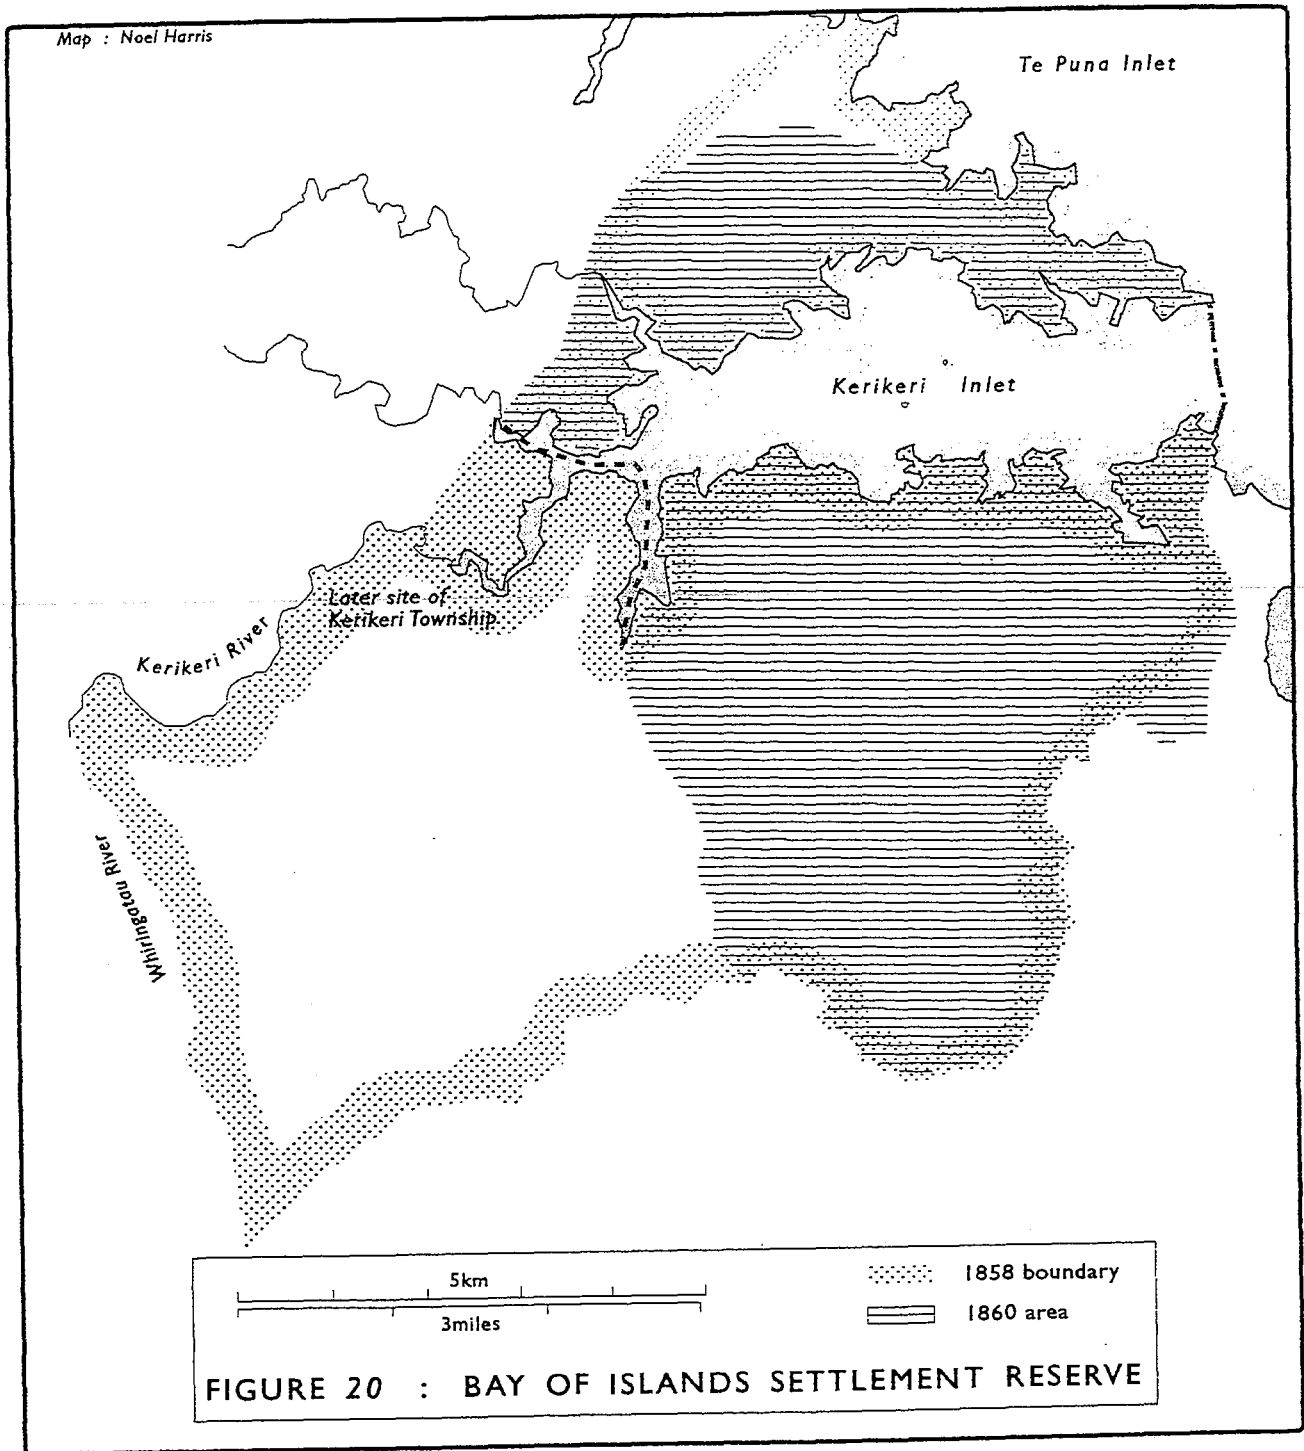 Map : Noel Harris
Te Puna Inlet
Kerikeri Inlet
Later site of
Kerikeri Township
Kerikeri River
Whiringatau River
5km
3miles
1858 boundary
1860 area
FIGURE 20 : BAY OF ISLANDS SETTLEMENT RESERVE